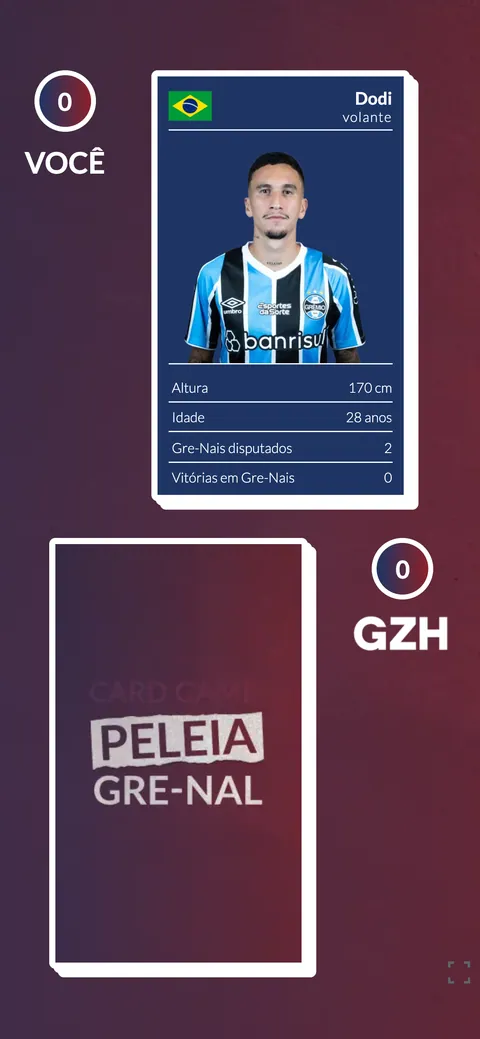 0
VOCÊ
Dodi
volante
umbro
Esportes
da Sorte
GRÊMIO
banrisul
Altura 170 cm
Idade 28 anos
Gre-Nais disputados 2
Vitórias em Gre-Nais 0
0
GZH
CARD GAME
PELEIA
GRE-NAL